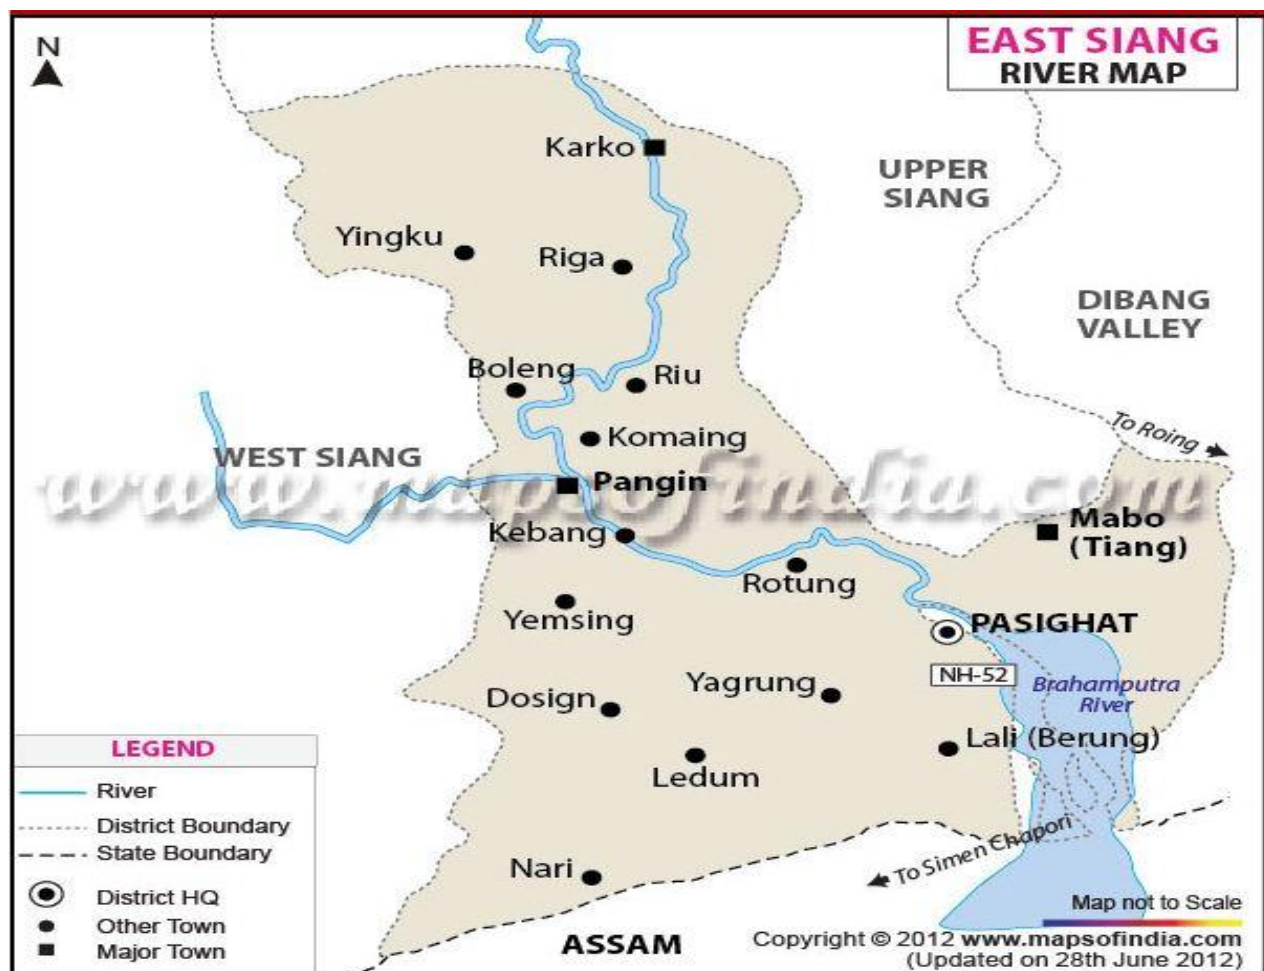 N
EAST SIANG
RIVER MAP
Karko
UPPER
SIANG
Yingku
Riga
DIBANG
VALLEY
Boleng
Riu
To Roing
Komaing
WEST SIANG
www.mapsofindia.com
Pangin
Mabo
(Tiang)
Kebang
Rotung
Yemsing
PASIGHAT
NH-52
Brahamputra
River
Dosign
Yagrung
Lali (Berung)
Ledum
LEGEND
River
District Boundary
State Boundary
District HQ
Other Town
Major Town
To Simen Chapori
Nari
ASSAM
Map not to Scale
Copyright © 2012 www.mapsofindia.com
(Updated on 28th June 2012)